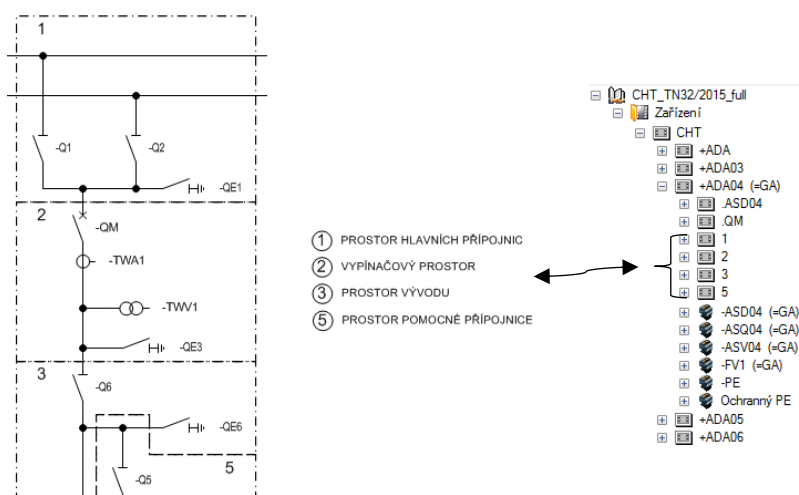 1
-Q1
-Q2
-QE1
2
-QM
-TWA1
-TWV1
-QE3
3
-Q6
-QE6
5
-Q5
1 PROSTOR HLAVNÍCH PŘÍPOJNIC
2 VYPÍNAČOVÝ PROSTOR
3 PROSTOR VÝVODU
5 PROSTOR POMOCNÉ PŘÍPOJNICE
CHT_TN32/2015_full
Zařízení
CHT
+ADA
+ADA03
+ADA04 (=GA)
.ASD04
.QM
1
2
3
5
-ASD04 (=GA)
-ASQ04 (=GA)
-ASV04 (=GA)
-FV1 (=GA)
-PE
Ochranný PE
+ADA05
+ADA06